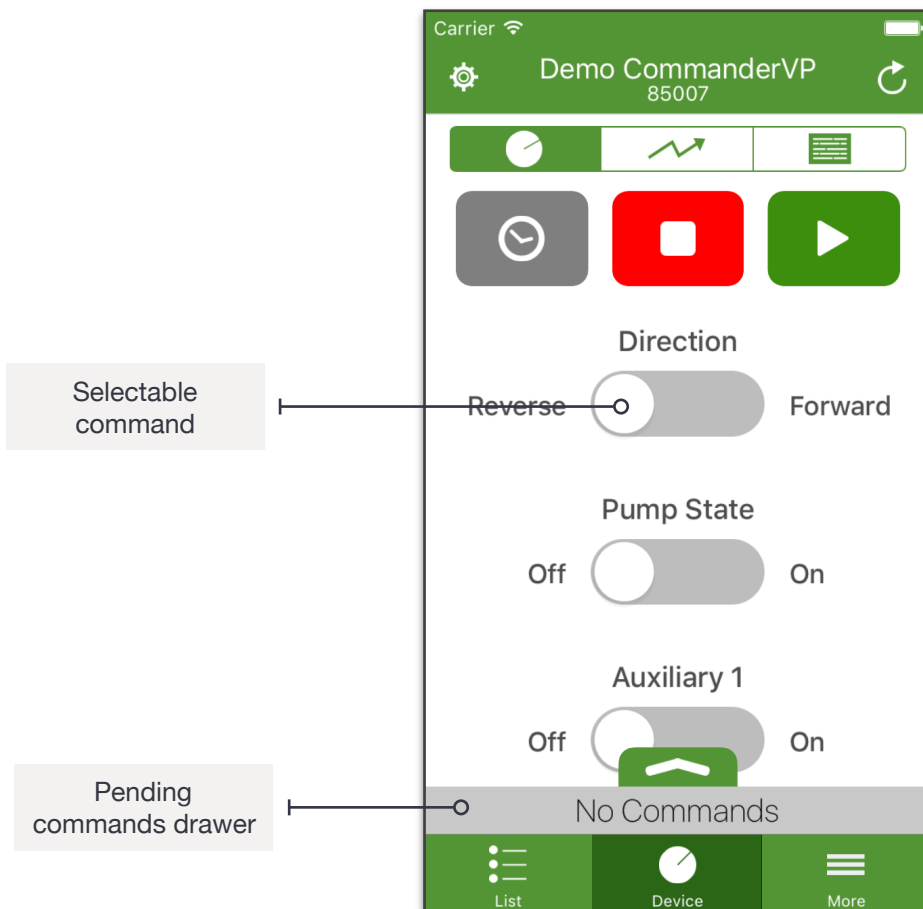 Carrier
Demo CommanderVP
85007
Direction
Selectable
command
Reverse
Forward
Pump State
Off
On
Auxiliary 1
Off
On
Pending
commands drawer
No Commands
List
Device
More